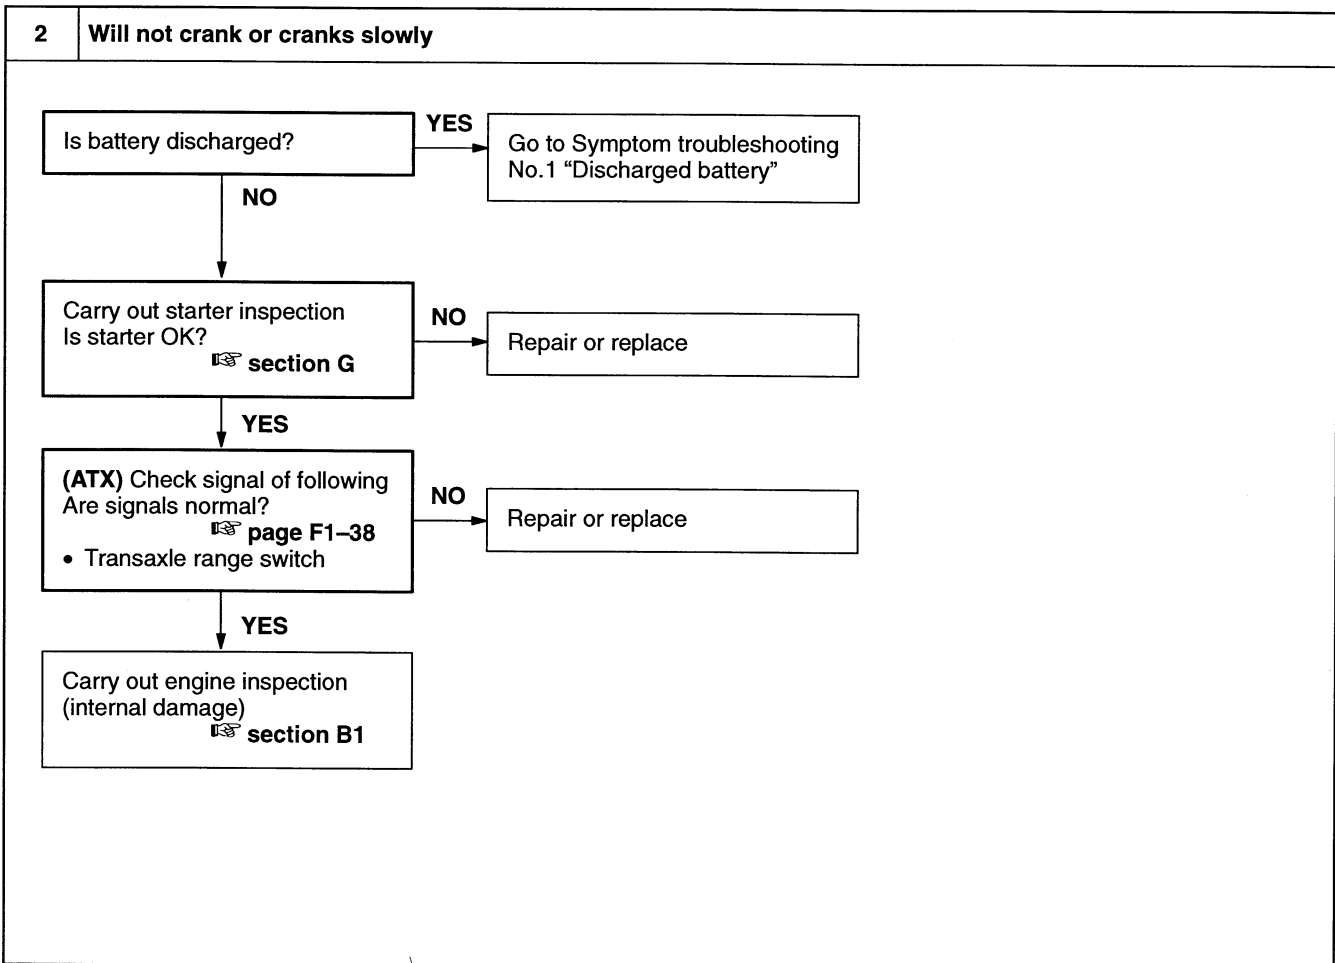 2 Will not crank or cranks slowly
Is battery discharged?
YES
Go to Symptom troubleshooting
No.1 “Discharged battery”
NO
Carry out starter inspection
Is starter OK?
☞ section G
NO
Repair or replace
YES
(ATX) Check signal of following
Are signals normal?
☞ page F1–38
• Transaxle range switch
NO
Repair or replace
YES
Carry out engine inspection
(internal damage)
☞ section B1